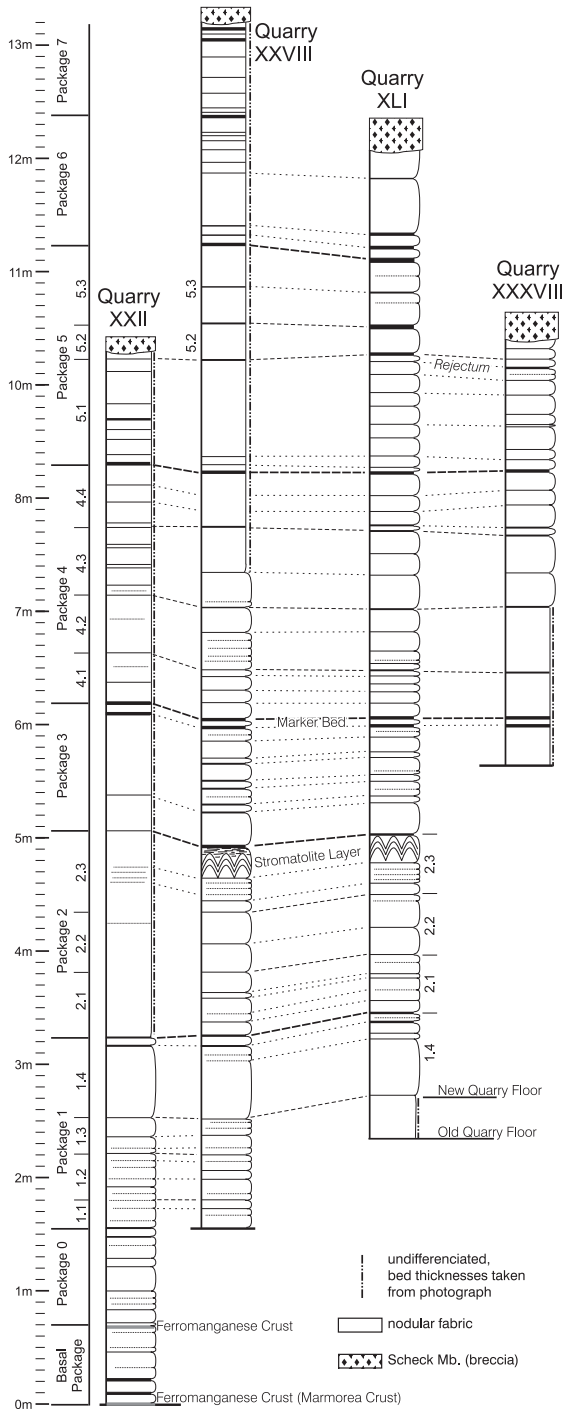 13m
12m
11m
10m
9m
8m
7m
6m
5m
4m
3m
2m
1m
0m
Package 7
Package 6
Package 5
5.3
5.2
5.1
Package 4
4.4
4.3
4.2
4.1
Package 3
Package 2
2.3
2.2
2.1
Package 1
1.4
1.3
1.2
1.1
Package 0
Basal
Package
Quarry
XXII
Quarry
XXVIII
5.3
5.2
Quarry
XLI
Quarry
XXXVIII
Rejectum
Marker Bed
Stromatolite Layer
2.3
2.2
2.1
1.4
New Quarry Floor
Old Quarry Floor
Ferromanganese Crust
Ferromanganese Crust (Marmorea Crust)
undifferenciated,
bed thicknesses taken
from photograph
nodular fabric
Scheck Mb. (breccia)